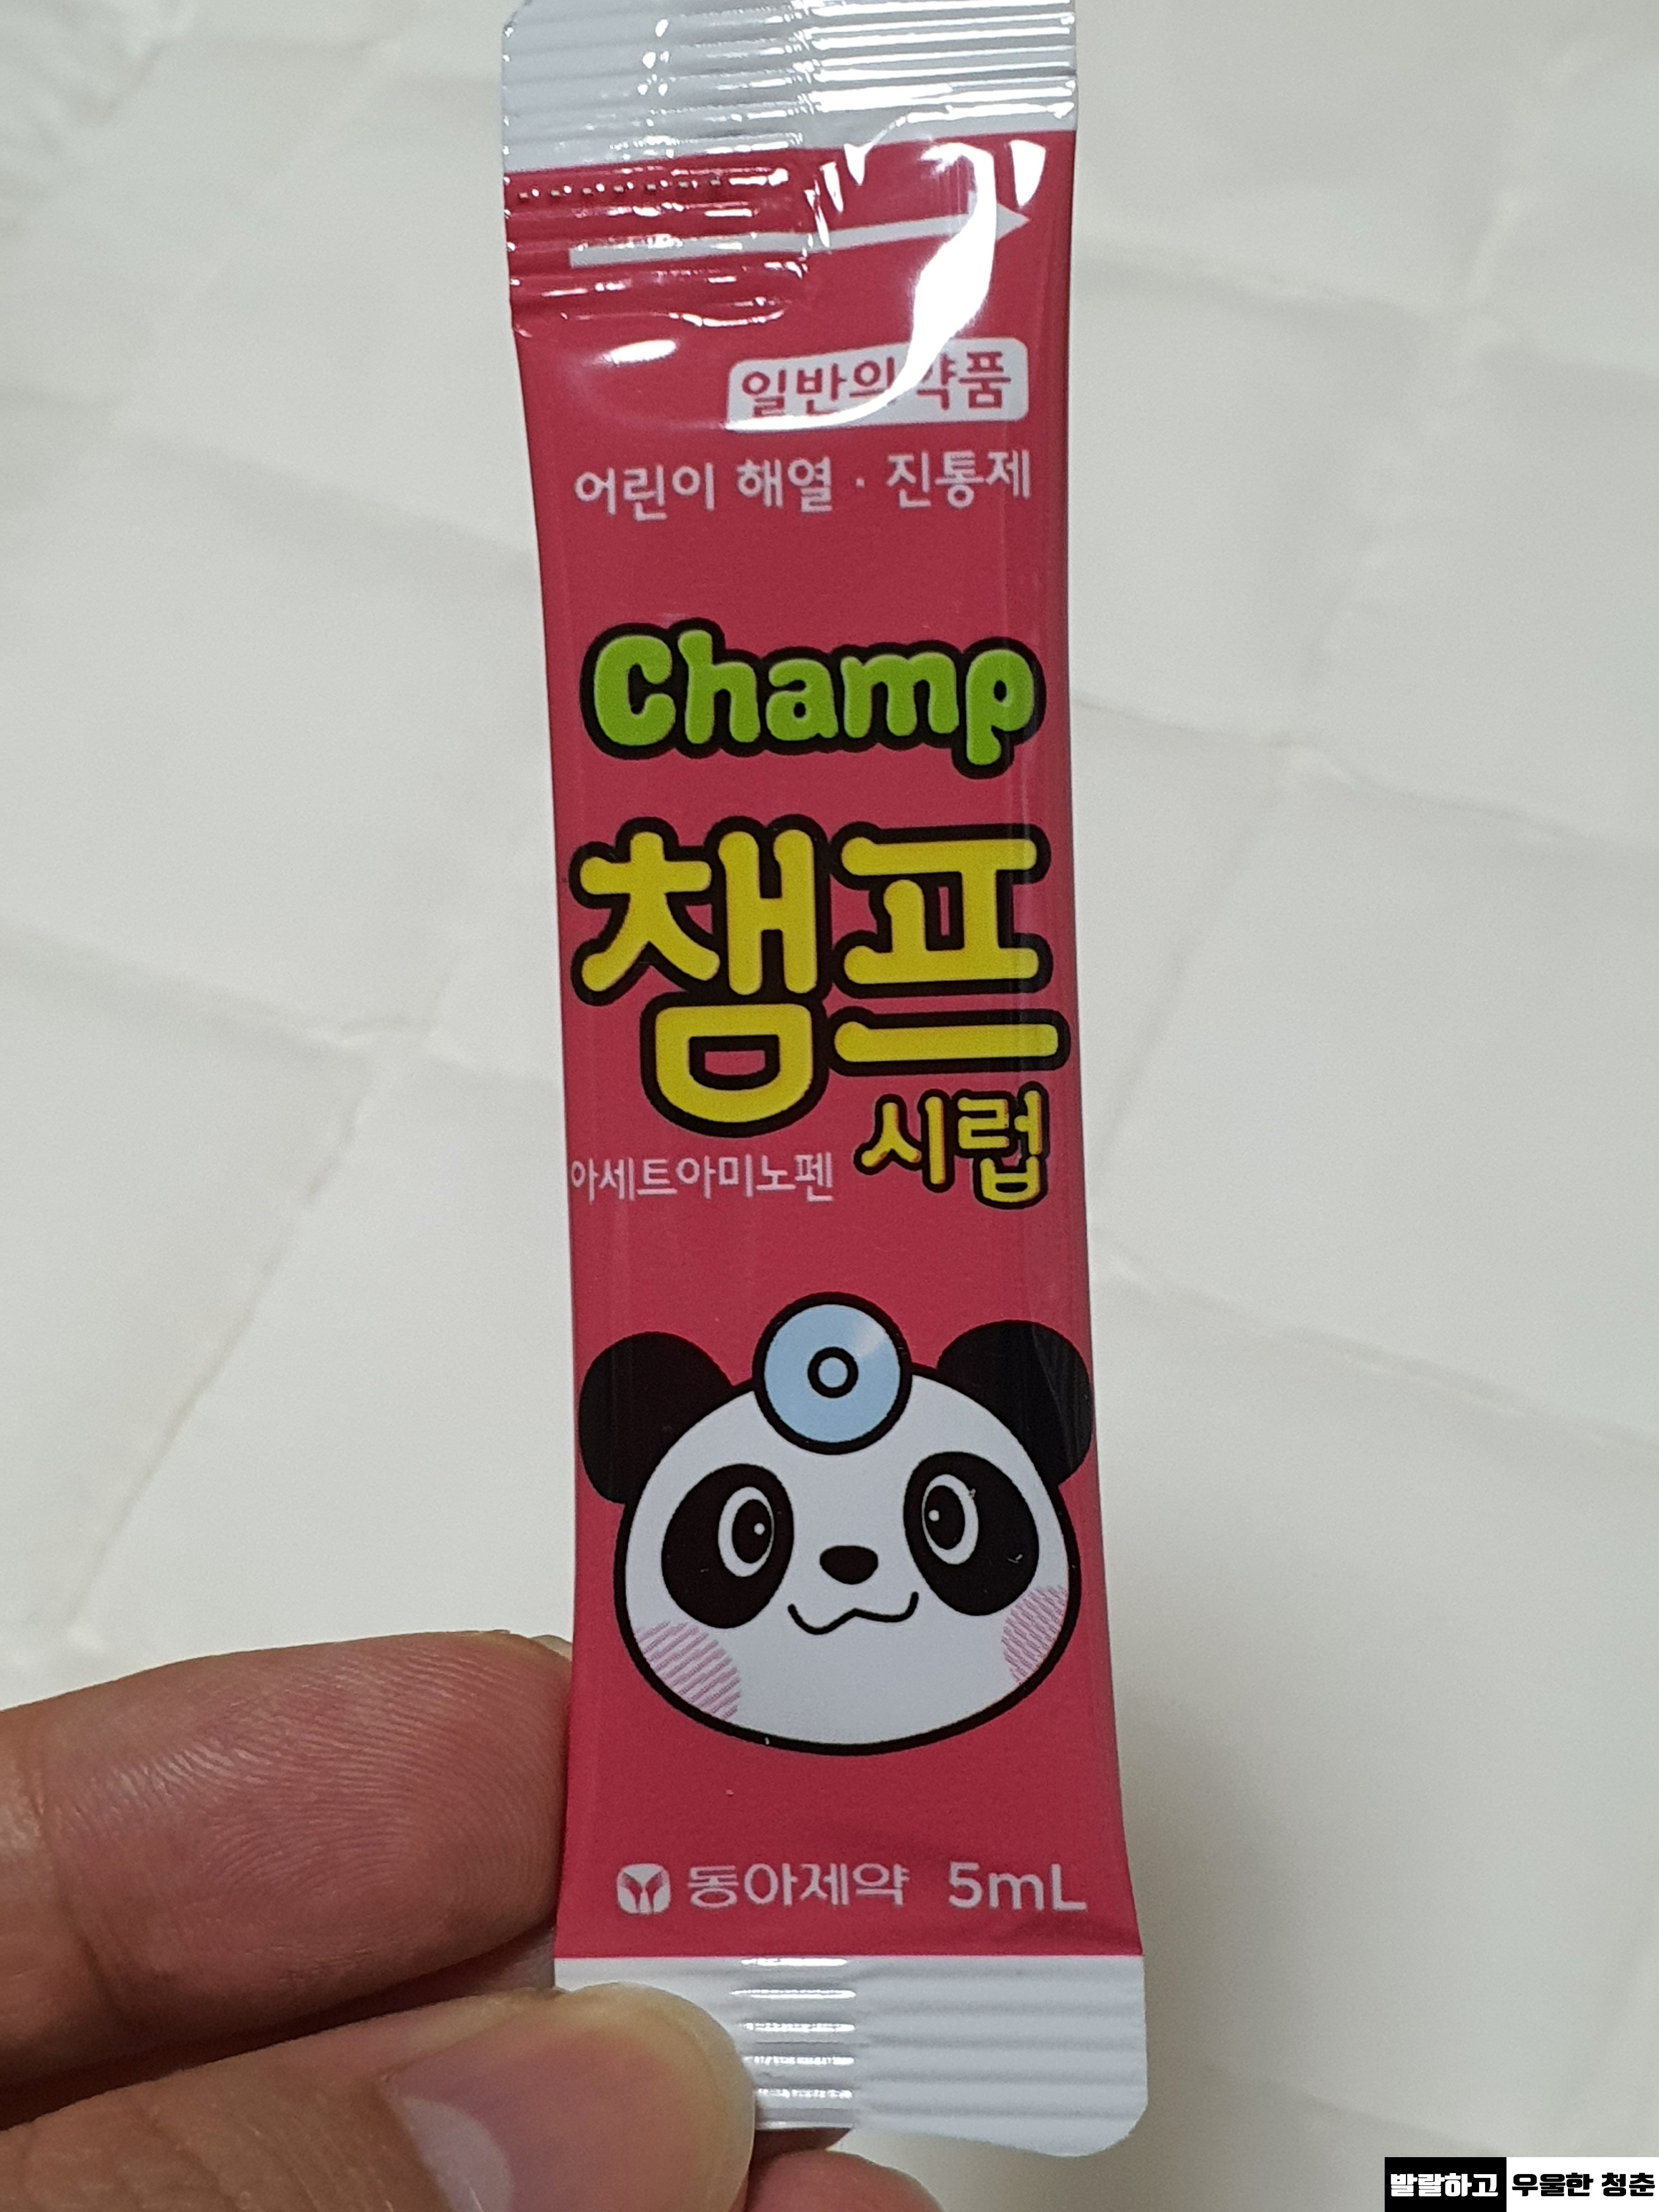 일반의약품
어린이 해열 · 진통제
Champ
챔프
시럽
아세트아미노펜
동아제약 5mL
발랄하고 우울한 청춘